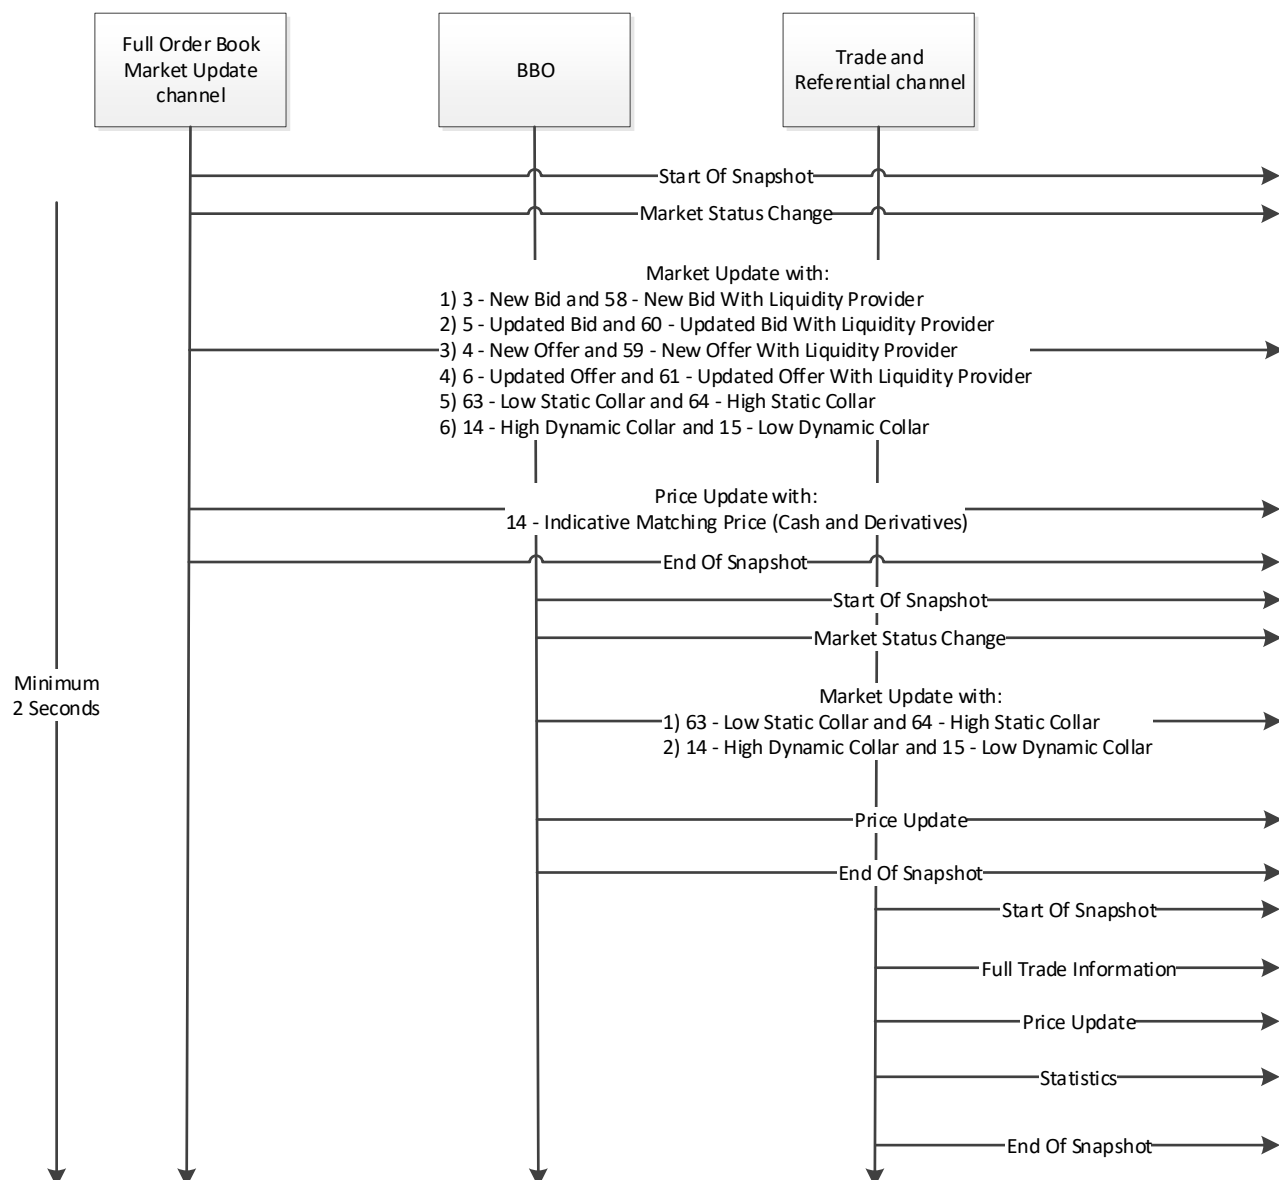 Full Order Book
Market Update
channel
BBO
Trade and
Referential channel
Start Of Snapshot
Market Status Change
Market Update with:
1) 3 - New Bid and 58 - New Bid With Liquidity Provider
2) 5 - Updated Bid and 60 - Updated Bid With Liquidity Provider
3) 4 - New Offer and 59 - New Offer With Liquidity Provider
4) 6 - Updated Offer and 61 - Updated Offer With Liquidity Provider
5) 63 - Low Static Collar and 64 - High Static Collar
6) 14 - High Dynamic Collar and 15 - Low Dynamic Collar
Price Update with:
14 - Indicative Matching Price (Cash and Derivatives)
End Of Snapshot
Start Of Snapshot
Market Status Change
Minimum
2 Seconds
Market Update with:
1) 63 - Low Static Collar and 64 - High Static Collar
2) 14 - High Dynamic Collar and 15 - Low Dynamic Collar
Price Update
End Of Snapshot
Start Of Snapshot
Full Trade Information
Price Update
Statistics
End Of Snapshot